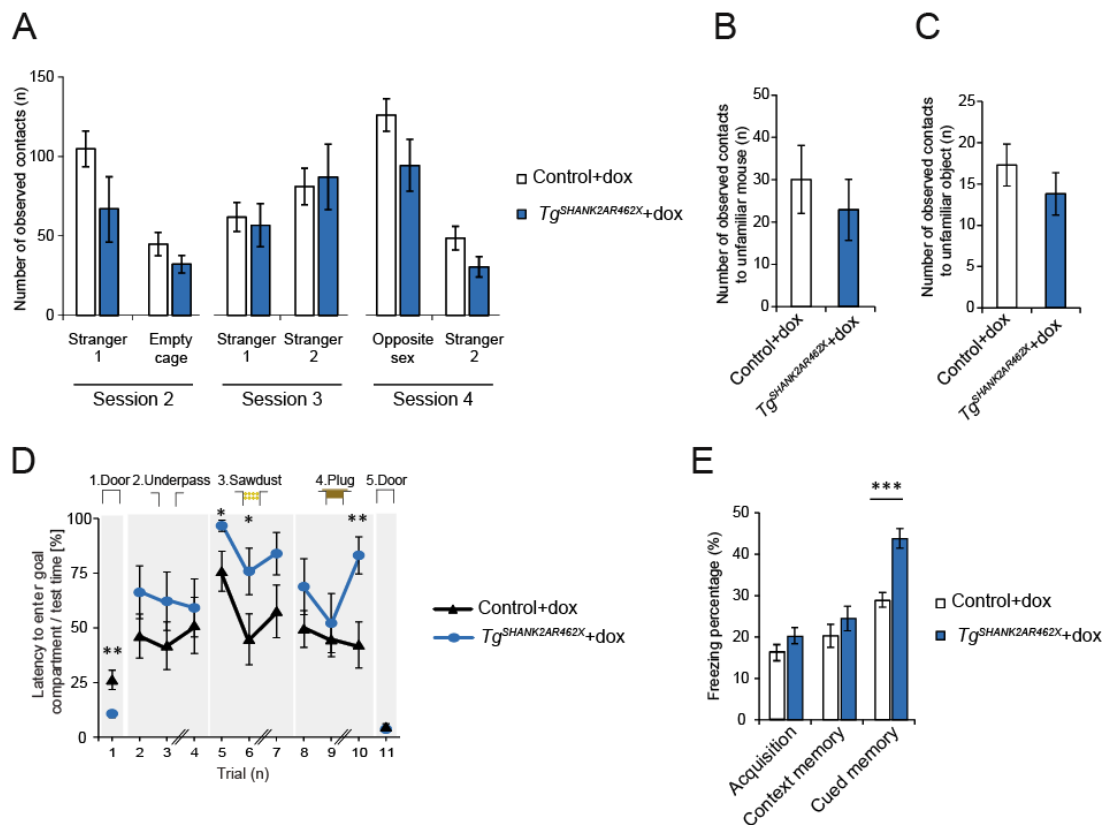 A
150
100
50
0
Number of observed contacts (n)
Stranger 1
Empty cage
Stranger 1
Stranger 2
Opposite sex
Stranger 2
Session 2
Session 3
Session 4
Control+dox
Tg^SHANK2AR462X+dox
B
40
30
20
10
0
Number of observed contacts
to unfamiliar mouse (n)
Control+dox
Tg^SHANK2AR462X+dox
C
25
20
15
10
5
0
Number of observed contacts
to unfamiliar object (n)
Control+dox
Tg^SHANK2AR462X+dox
D
1.Door
2.Underpass
3.Sawdust
4.Plug
5.Door
100
75
50
25
0
Latency to enter goal
compartment / test time [%]
**
*
*
**
1 2 3 // 4 5 6 // 7 8 9 // 10 11
Trial (n)
Control+dox
Tg^SHANK2AR462X+dox
E
***
50
40
30
20
10
0
Freezing percentage (%)
Acquisition
Context memory
Cued memory
Control+dox
Tg^SHANK2AR462X+dox